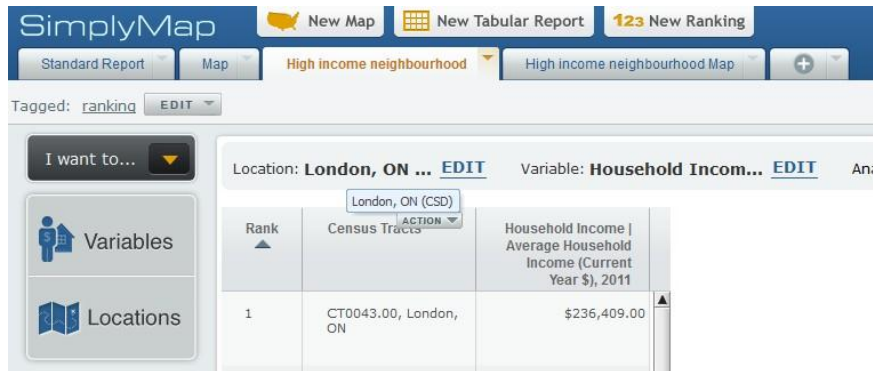 SimplyMap
New Map
New Tabular Report
123 New Ranking
Standard Report
Map
High income neighbourhood
High income neighbourhood Map
Tagged: ranking EDIT
I want to...
Location: London, ON ... EDIT Variable: Household Incom... EDIT Ana
London, ON (CSD)
ACTION
Variables
Locations
Rank
Census Tracts
Household Income |
Average Household
Income (Current
Year $), 2011
1
CT0043.00, London,
ON
$236,409.00